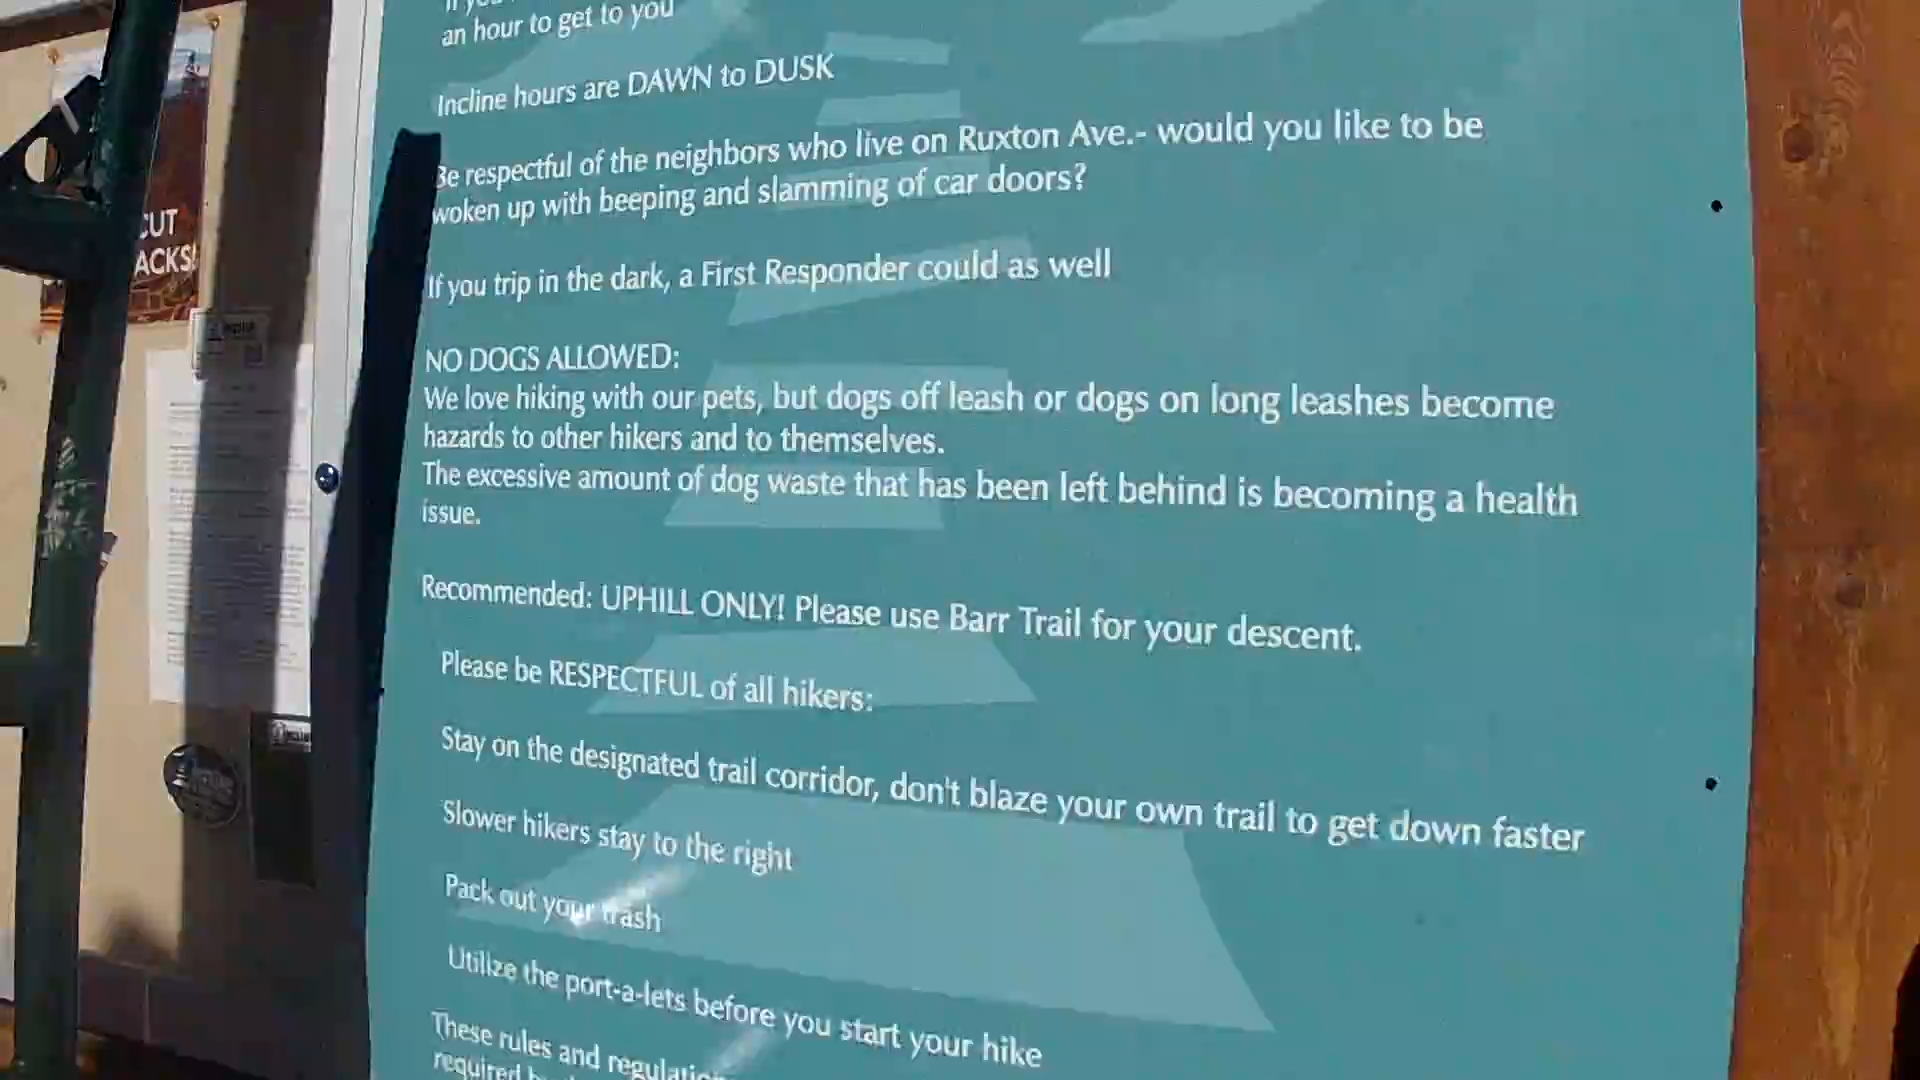 an hour to get to you
Incline hours are DAWN to DUSK
Be respectful of the neighbors who live on Ruxton Ave.- would you like to be
woken up with beeping and slamming of car doors?
If you trip in the dark, a First Responder could as well
NO DOGS ALLOWED:
We love hiking with our pets, but dogs off leash or dogs on long leashes become
hazards to other hikers and to themselves.
The excessive amount of dog waste that has been left behind is becoming a health
issue.
Recommended: UPHILL ONLY! Please use Barr Trail for your descent.
Please be RESPECTFUL of all hikers:
Stay on the designated trail corridor, don't blaze your own trail to get down faster
Slower hikers stay to the right
Pack out your trash
Utilize the port-a-lets before you start your hike
These rules and
required
CUT
ACKS!